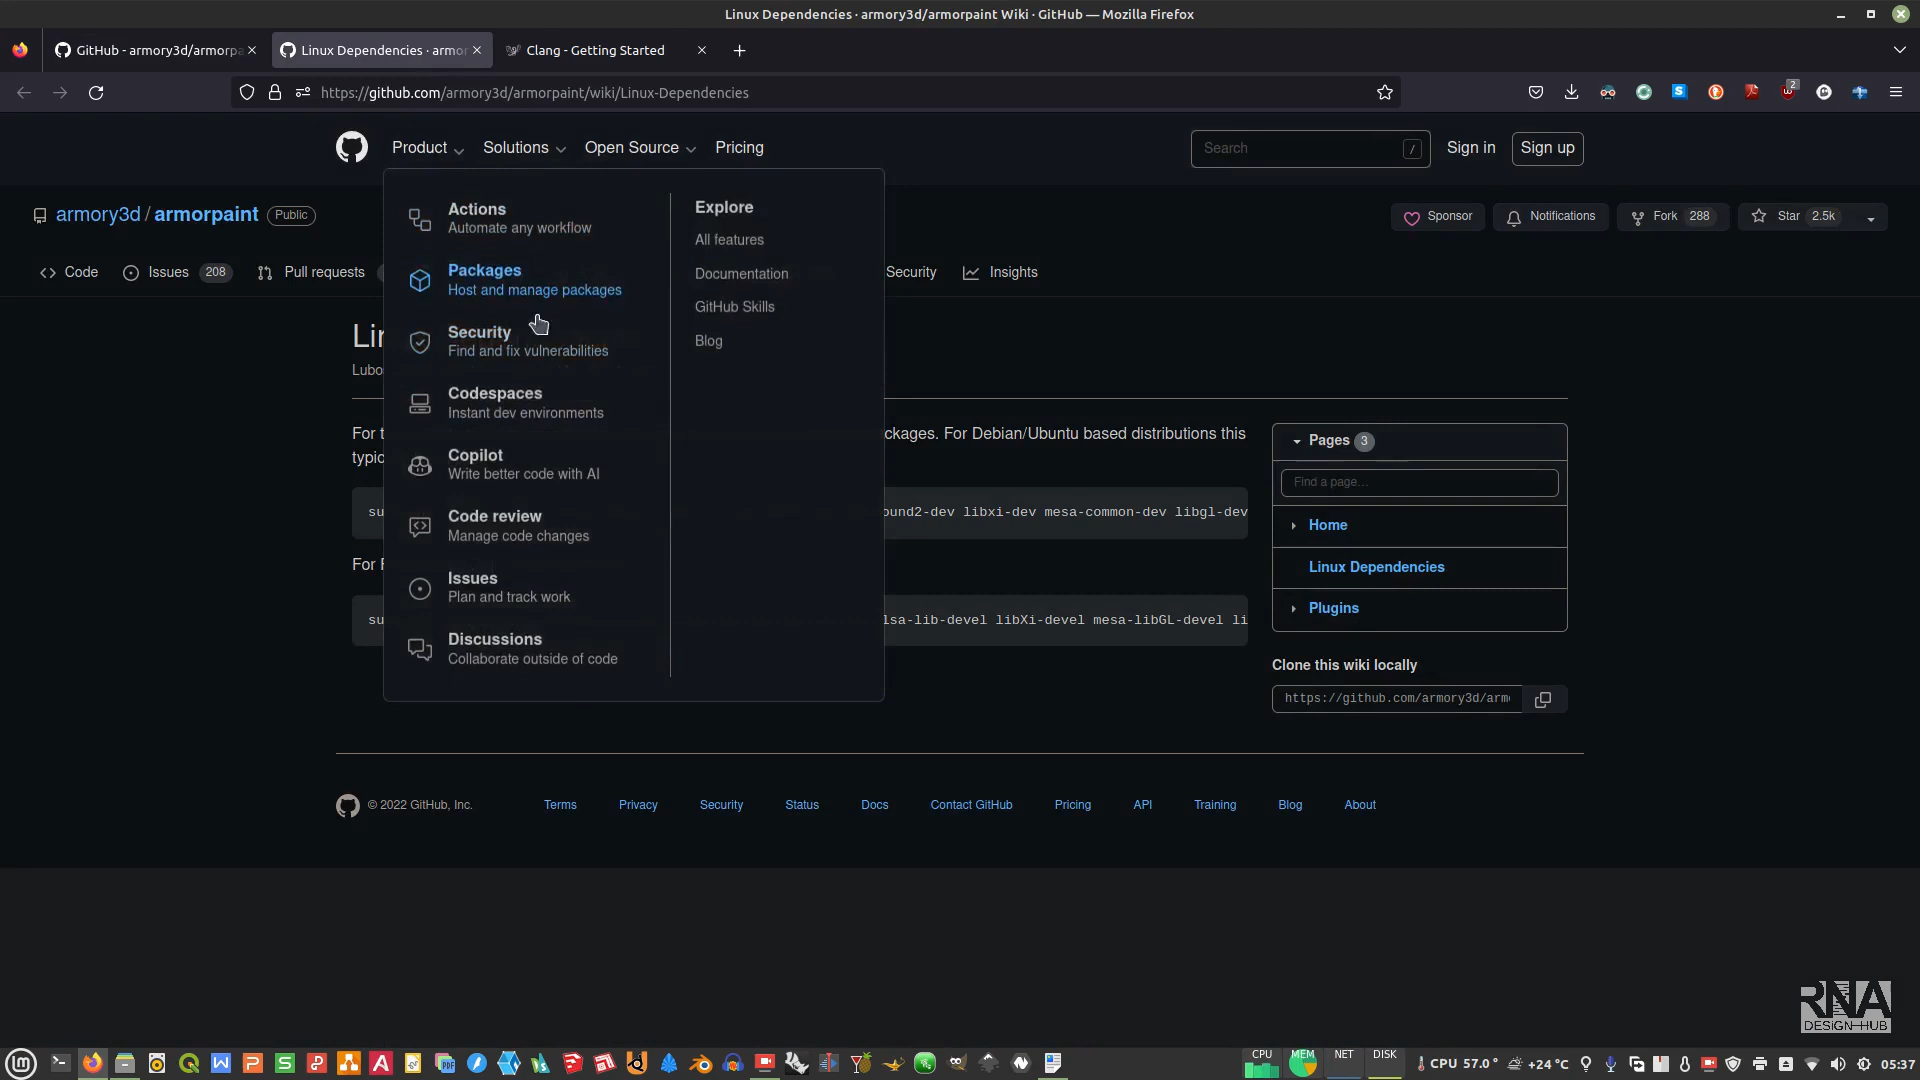 Linux Dependencies · armory3d/armorpaint Wiki · GitHub — Mozilla Firefox
GitHub - armory3d/armorpa
Linux Dependencies · armor
Clang - Getting Started
https://github.com/armory3d/armorpaint/wiki/Linux-Dependencies
2
Product
Solutions
Open Source
Pricing
Search
/
Sign in
Sign up
armory3d / armorpaint
Public
Sponsor
Notifications
Fork 288
Star 2.5k
Code
Issues 208
Pull requests
Security
Insights
Actions
Automate any workflow
Packages
Host and manage packages
Security
Find and fix vulnerabilities
Codespaces
Instant dev environments
Copilot
Write better code with AI
Code review
Manage code changes
Issues
Plan and track work
Discussions
Collaborate outside of code
Explore
All features
Documentation
GitHub Skills
Blog
Lubo
ckages. For Debian/Ubuntu based distributions this
typic
su
ound2-dev libxi-dev mesa-common-dev libgl-dev
For F
su
lsa-lib-devel libXi-devel mesa-libGL-devel li
Pages 3
Find a page…
Home
Linux Dependencies
Plugins
Clone this wiki locally
https://github.com/armory3d/arm
© 2022 GitHub, Inc.
Terms
Privacy
Security
Status
Docs
Contact GitHub
Pricing
API
Training
Blog
About
RNA
DESIGN-HUB
CPU
MEM
NET
DISK
CPU 57.0°
+24 °C
05:37